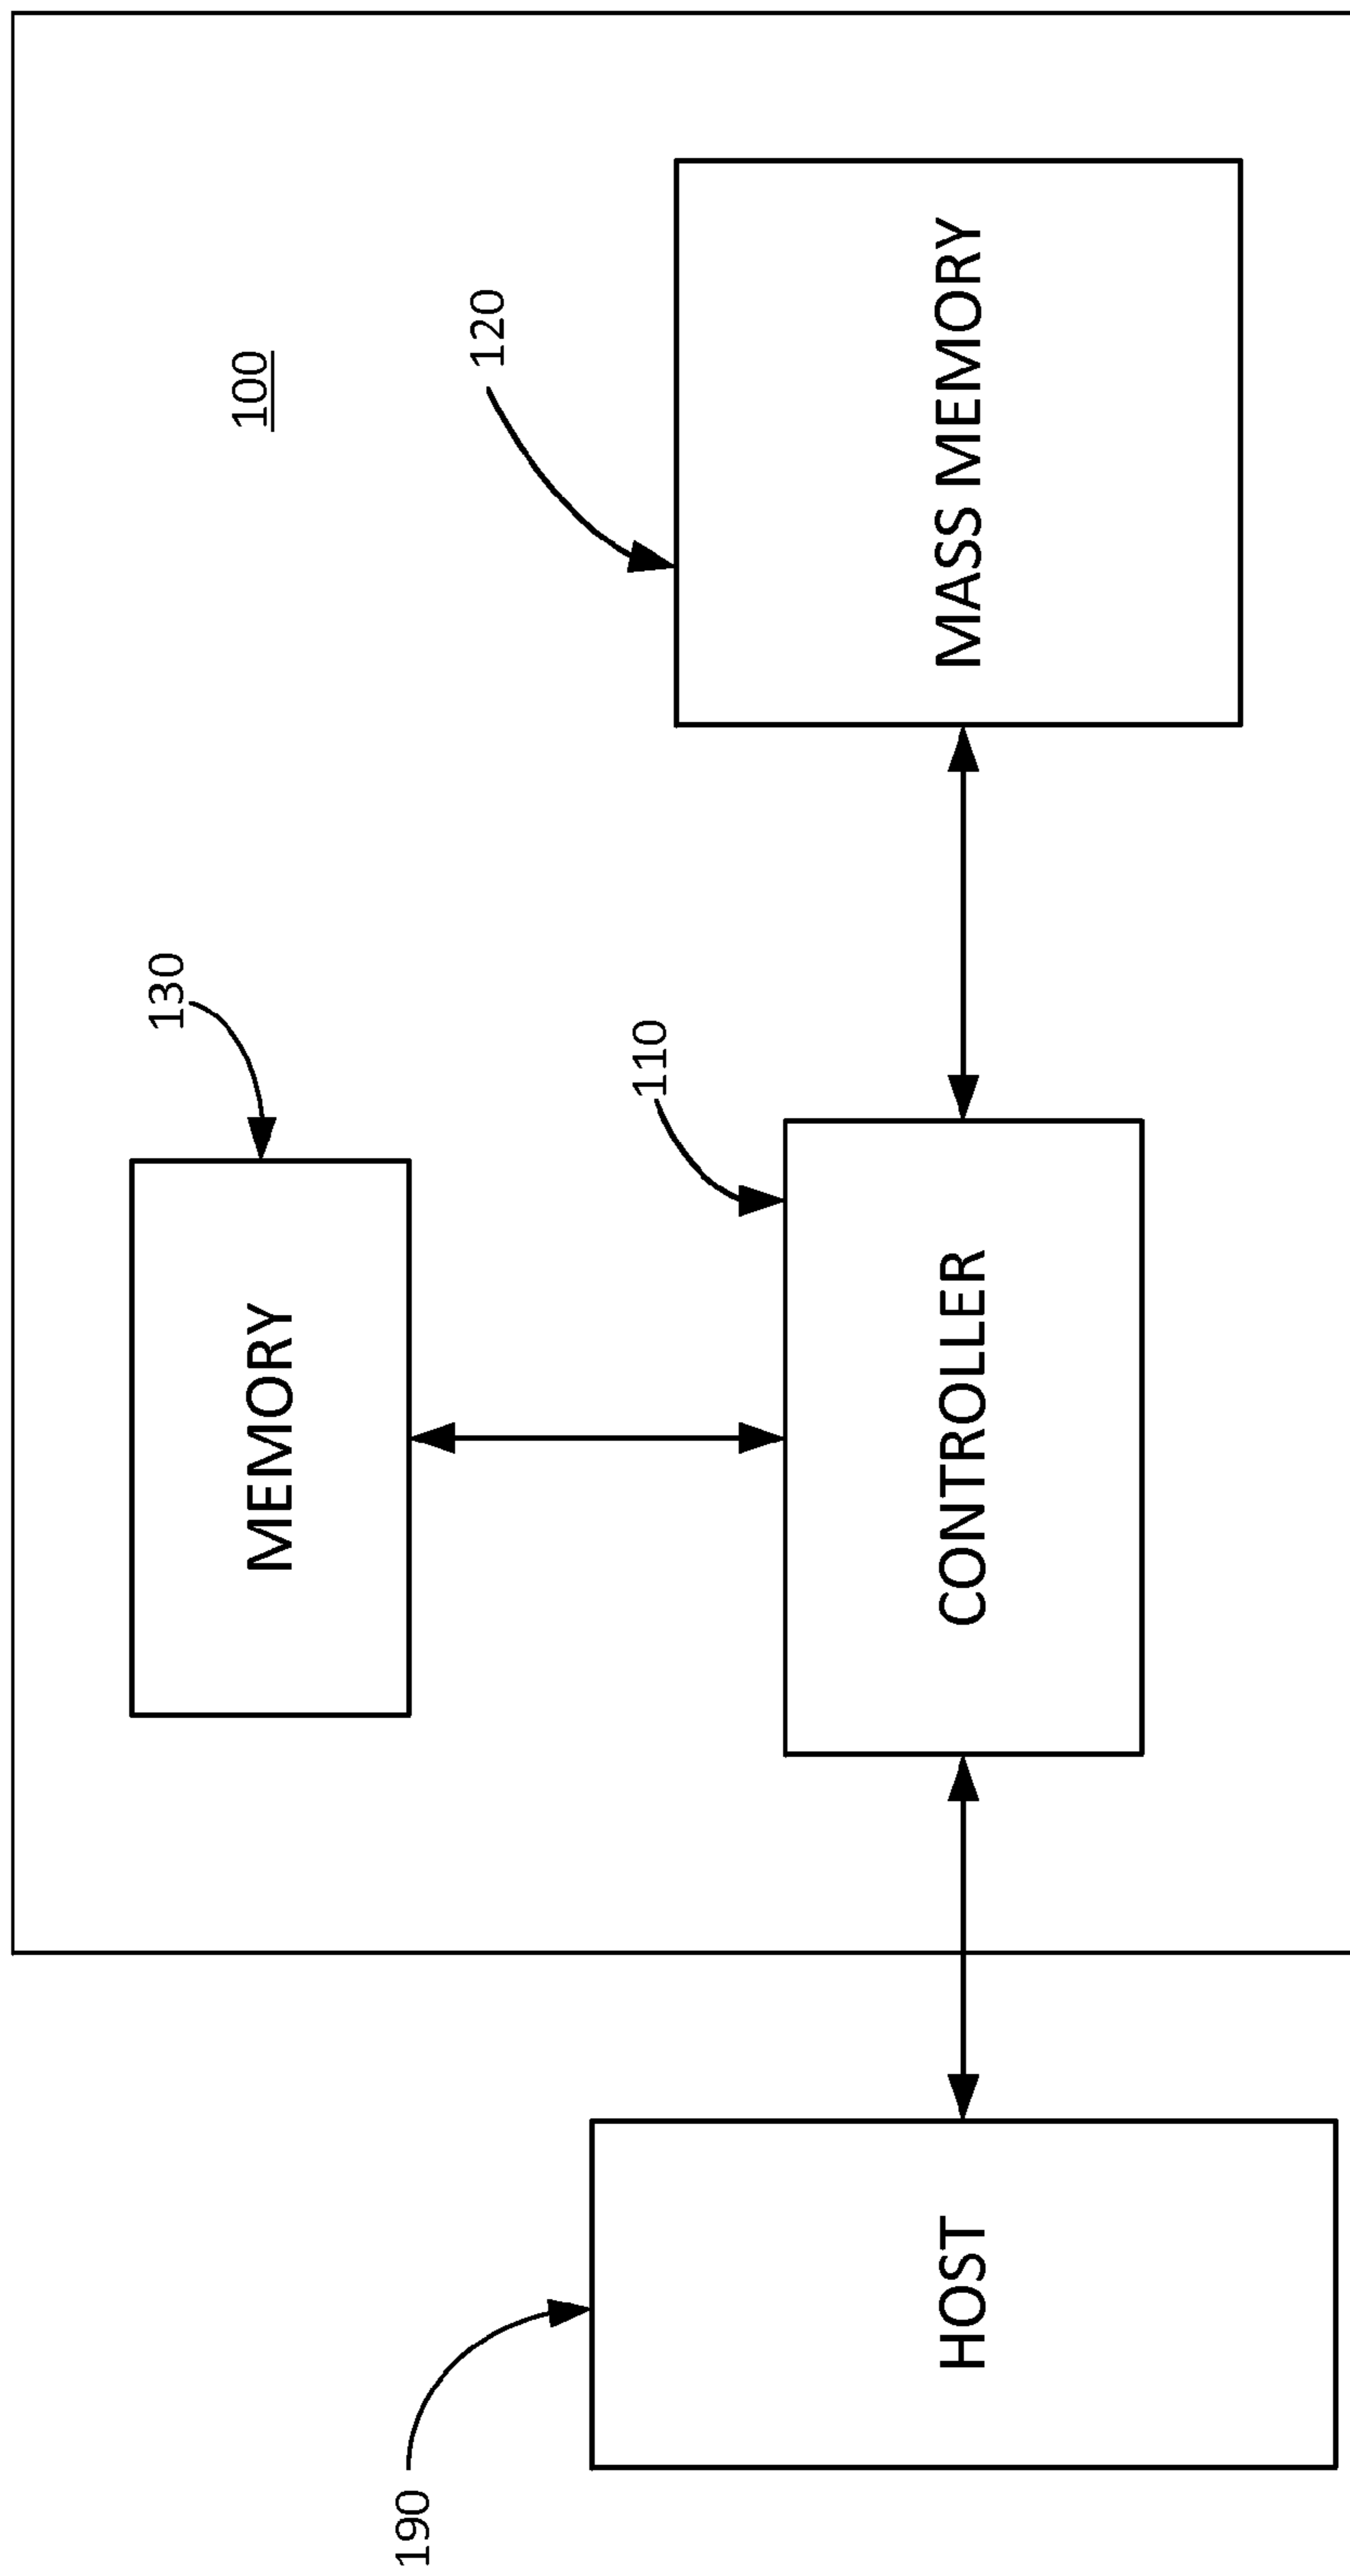 100
130
MEMORY
120
110
190
HOST
CONTROLLER
MASS MEMORY